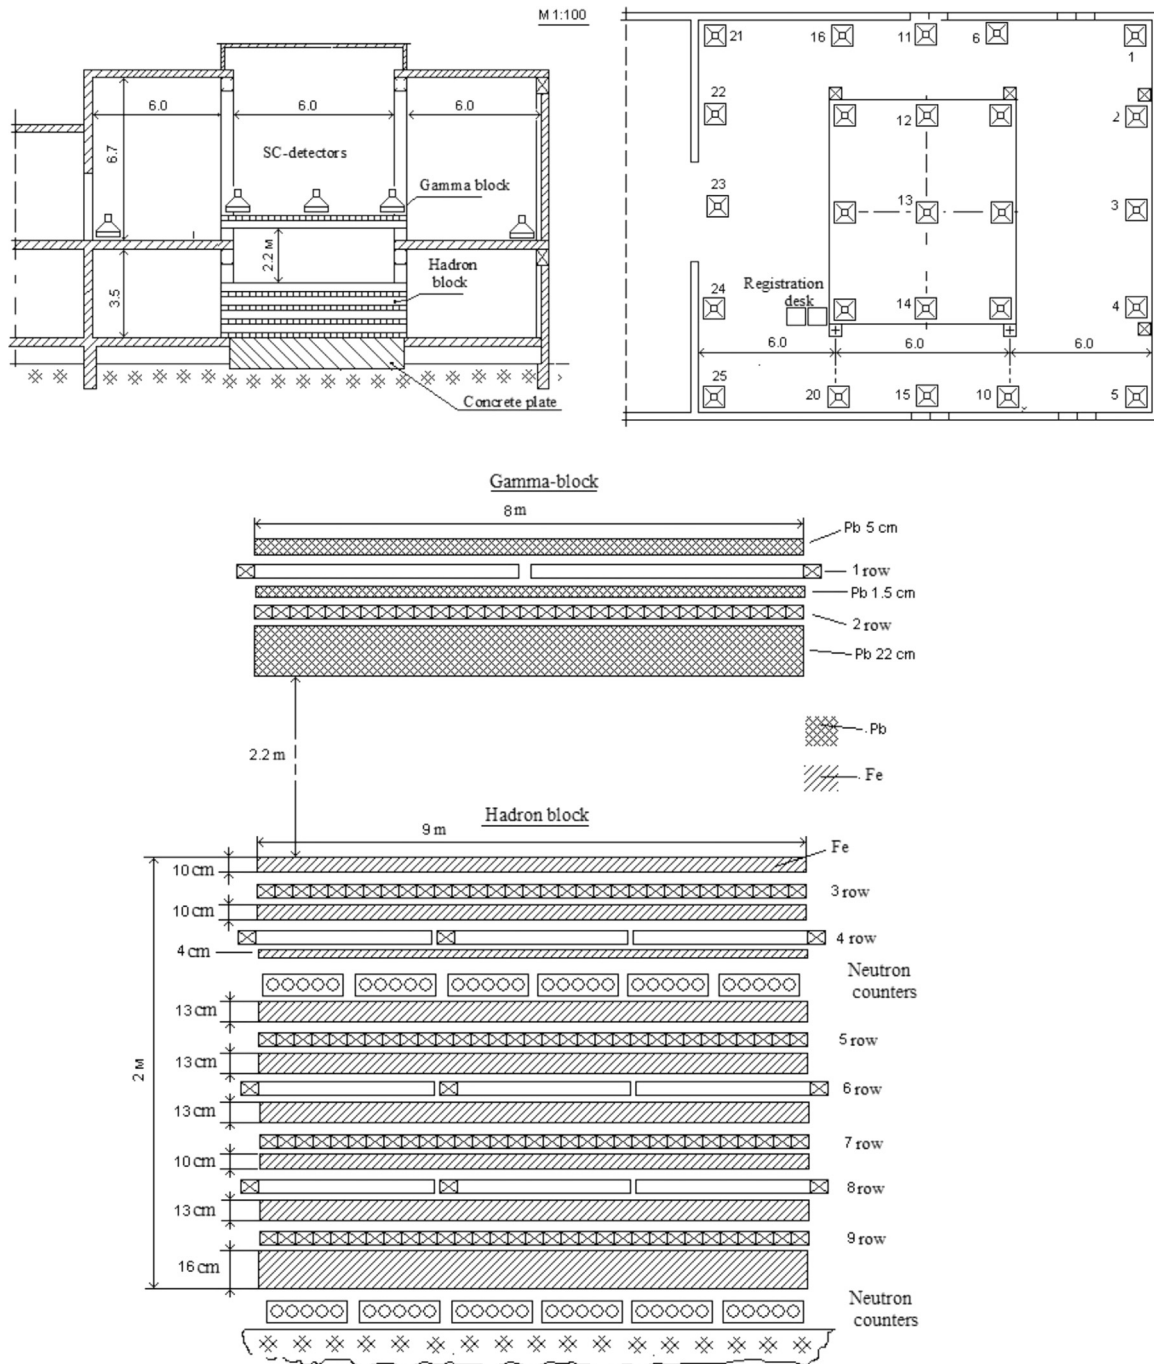 M 1:100
6.0
6.0
6.0
6.7
SC-detectors
Gamma block
2.2 м
Hadron
block
3.5
Concrete plate
21
16
11
6
1
22
12
2
23
13
3
Registration
desk
24
14
4
6.0
6.0
6.0
25
20
15
10
5
Gamma-block
8 m
Pb 5 cm
1 row
Pb 1.5 cm
2 row
Pb 22 cm
2.2 m
Pb
Fe
Hadron block
9 m
Fe
10 cm
3 row
10 cm
4 row
4 cm
Neutron
counters
13 cm
5 row
13 cm
2 м
6 row
13 cm
7 row
10 cm
8 row
13 cm
9 row
16 cm
Neutron
counters